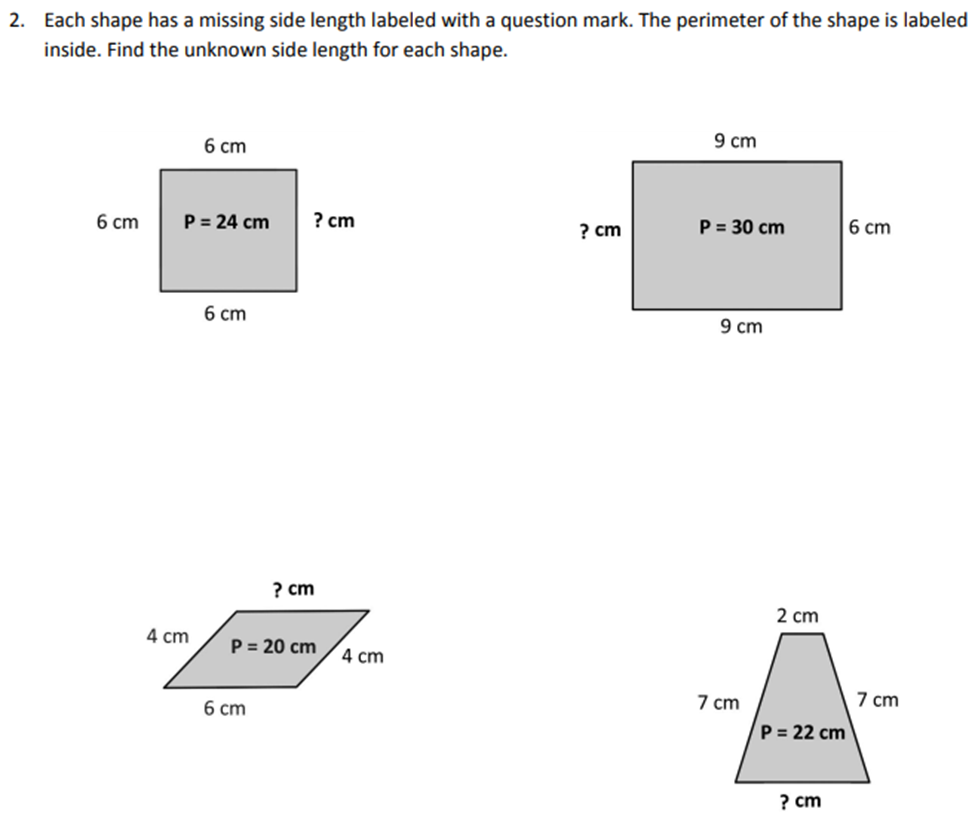 2. Each shape has a missing side length labeled with a question mark. The perimeter of the shape is labeled
inside. Find the unknown side length for each shape.
6 cm
6 cm
P = 24 cm
? cm
6 cm
9 cm
? cm
P = 30 cm
6 cm
9 cm
? cm
4 cm
P = 20 cm
4 cm
6 cm
2 cm
7 cm
7 cm
P = 22 cm
? cm